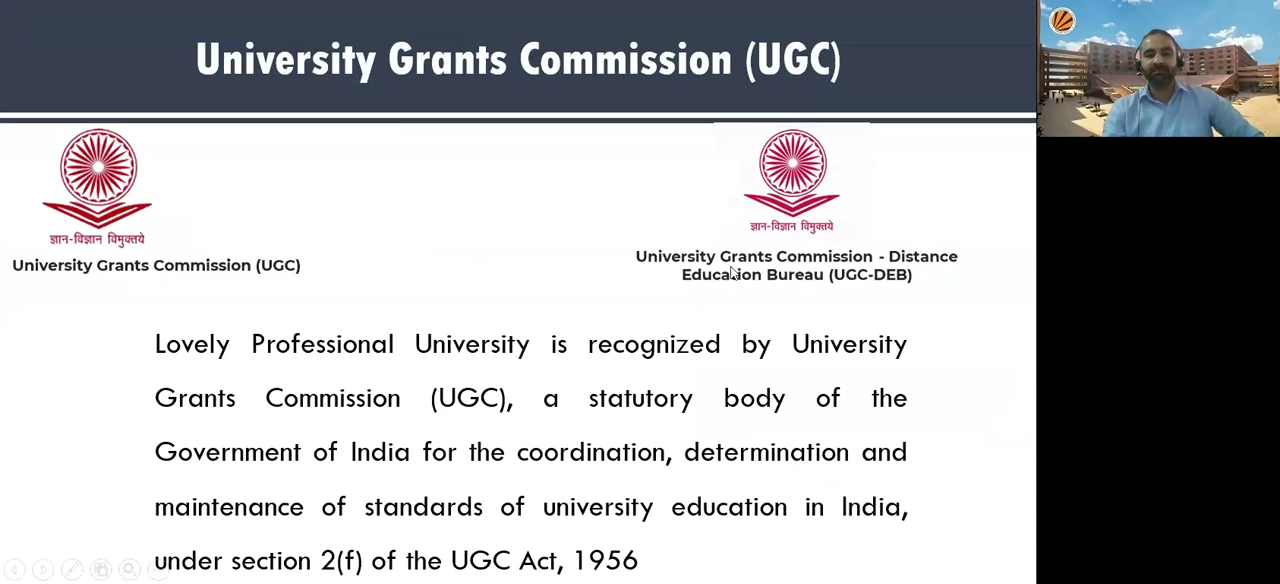 University Grants Commission (UGC)
ज्ञान-विज्ञान विमुक्तये
University Grants Commission (UGC)
ज्ञान-विज्ञान विमुक्तये
University Grants Commission - Distance
Education Bureau (UGC-DEB)
Lovely Professional University is recognized by University
Grants Commission (UGC), a statutory body of the
Government of India for the coordination, determination and
maintenance of standards of university education in India,
under section 2(f) of the UGC Act, 1956